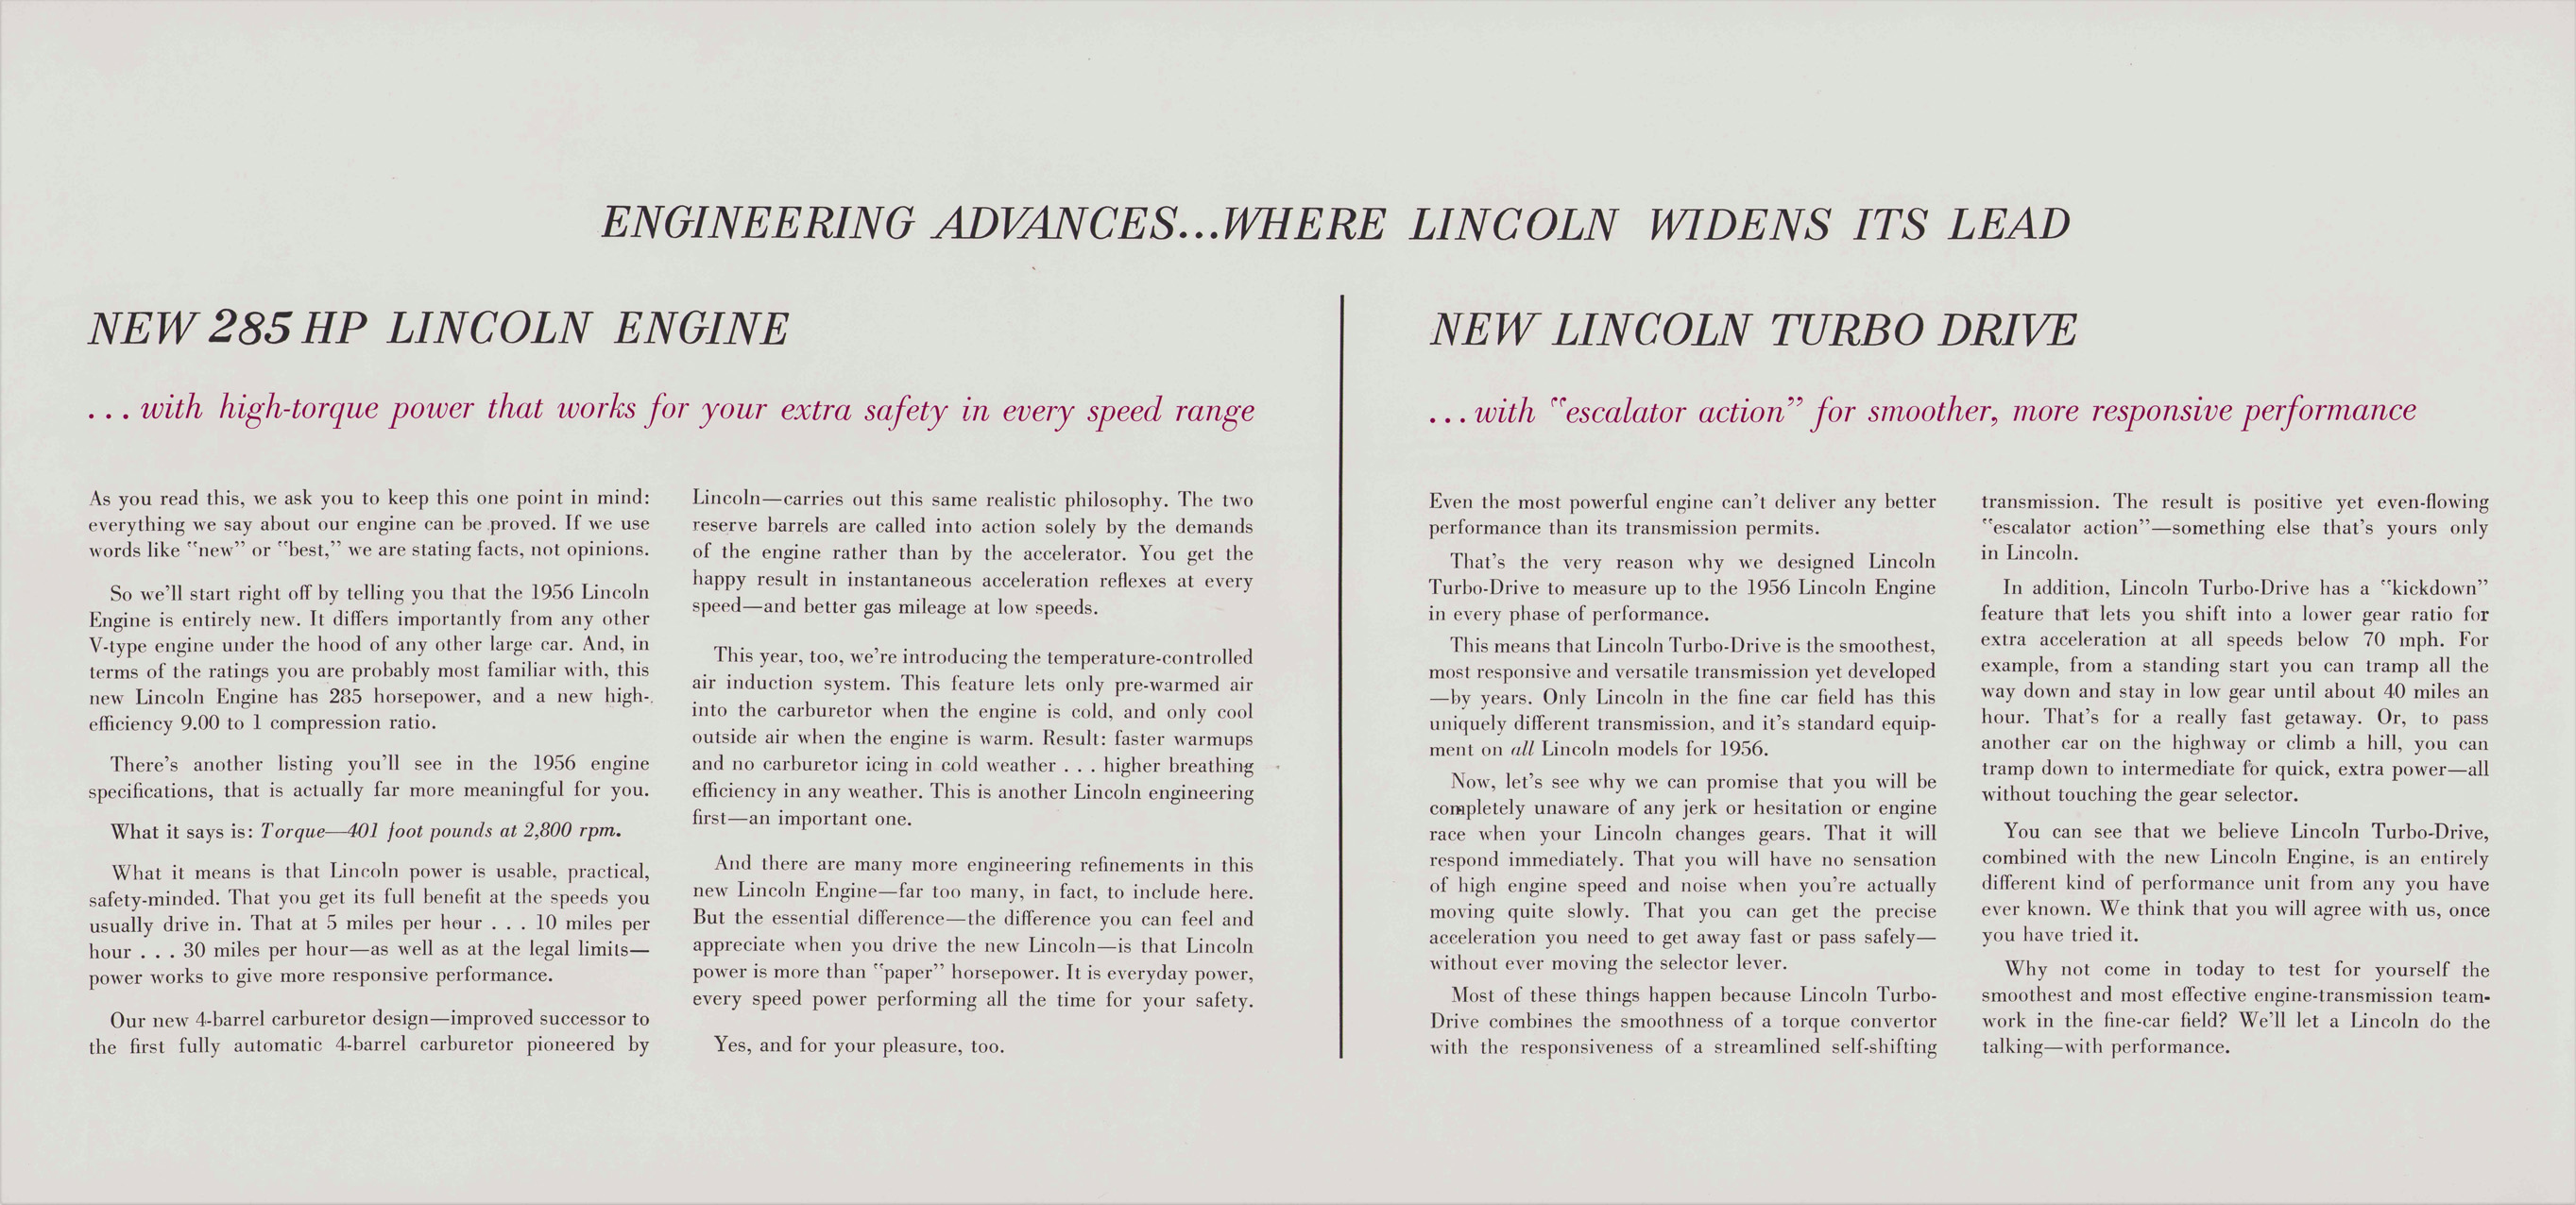 ENGINEERING ADVANCES...WHERE LINCOLN WIDENS ITS LEAD
NEW 285 HP LINCOLN ENGINE
... with high-torque power that works for your extra safety in every speed range
As you read this, we ask you to keep this one point in mind:
everything we say about our engine can be proved. If we use
words like "new" or "best," we are stating facts, not opinions.
So we'll start right off by telling you that the 1956 Lincoln
Engine is entirely new. It differs importantly from any other
V-type engine under the hood of any other large car. And, in
terms of the ratings you are probably most familiar with, this
new Lincoln Engine has 285 horsepower, and a new high-
efficiency 9.00 to 1 compression ratio.
There's another listing you'll see in the 1956 engine
specifications, that is actually far more meaningful for you.
What it says is: Torque—401 foot pounds at 2,800 rpm.
What it means is that Lincoln power is usable, practical,
safety-minded. That you get its full benefit at the speeds you
usually drive in. That at 5 miles per hour . . . 10 miles per
hour . . . 30 miles per hour—as well as at the legal limits—
power works to give more responsive performance.
Our new 4-barrel carburetor design—improved successor to
the first fully automatic 4-barrel carburetor pioneered by
Lincoln—carries out this same realistic philosophy. The two
reserve barrels are called into action solely by the demands
of the engine rather than by the accelerator. You get the
happy result in instantaneous acceleration reflexes at every
speed—and better gas mileage at low speeds.
This year, too, we're introducing the temperature-controlled
air induction system. This feature lets only pre-warmed air
into the carburetor when the engine is cold, and only cool
outside air when the engine is warm. Result: faster warmups
and no carburetor icing in cold weather . . . higher breathing
efficiency in any weather. This is another Lincoln engineering
first—an important one.
And there are many more engineering refinements in this
new Lincoln Engine—far too many, in fact, to include here.
But the essential difference—the difference you can feel and
appreciate when you drive the new Lincoln—is that Lincoln
power is more than "paper" horsepower. It is everyday power,
every speed power performing all the time for your safety.
Yes, and for your pleasure, too.
NEW LINCOLN TURBO DRIVE
... with "escalator action" for smoother, more responsive performance
Even the most powerful engine can't deliver any better
performance than its transmission permits.
That's the very reason why we designed Lincoln
Turbo-Drive to measure up to the 1956 Lincoln Engine
in every phase of performance.
This means that Lincoln Turbo-Drive is the smoothest,
most responsive and versatile transmission yet developed
—by years. Only Lincoln in the fine car field has this
uniquely different transmission, and it's standard equip-
ment on all Lincoln models for 1956.
Now, let's see why we can promise that you will be
completely unaware of any jerk or hesitation or engine
race when your Lincoln changes gears. That it will
respond immediately. That you will have no sensation
of high engine speed and noise when you're actually
moving quite slowly. That you can get the precise
acceleration you need to get away fast or pass safely—
without ever moving the selector lever.
Most of these things happen because Lincoln Turbo-
Drive combines the smoothness of a torque convertor
with the responsiveness of a streamlined self-shifting
transmission. The result is positive yet even-flowing
"escalator action"—something else that's yours only
in Lincoln.
In addition, Lincoln Turbo-Drive has a "kickdown"
feature that lets you shift into a lower gear ratio for
extra acceleration at all speeds below 70 mph. For
example, from a standing start you can tramp all the
way down and stay in low gear until about 40 miles an
hour. That's for a really fast getaway. Or, to pass
another car on the highway or climb a hill, you can
tramp down to intermediate for quick, extra power—all
without touching the gear selector.
You can see that we believe Lincoln Turbo-Drive,
combined with the new Lincoln Engine, is an entirely
different kind of performance unit from any you have
ever known. We think that you will agree with us, once
you have tried it.
Why not come in today to test for yourself the
smoothest and most effective engine-transmission team-
work in the fine-car field? We'll let a Lincoln do the
talking—with performance.